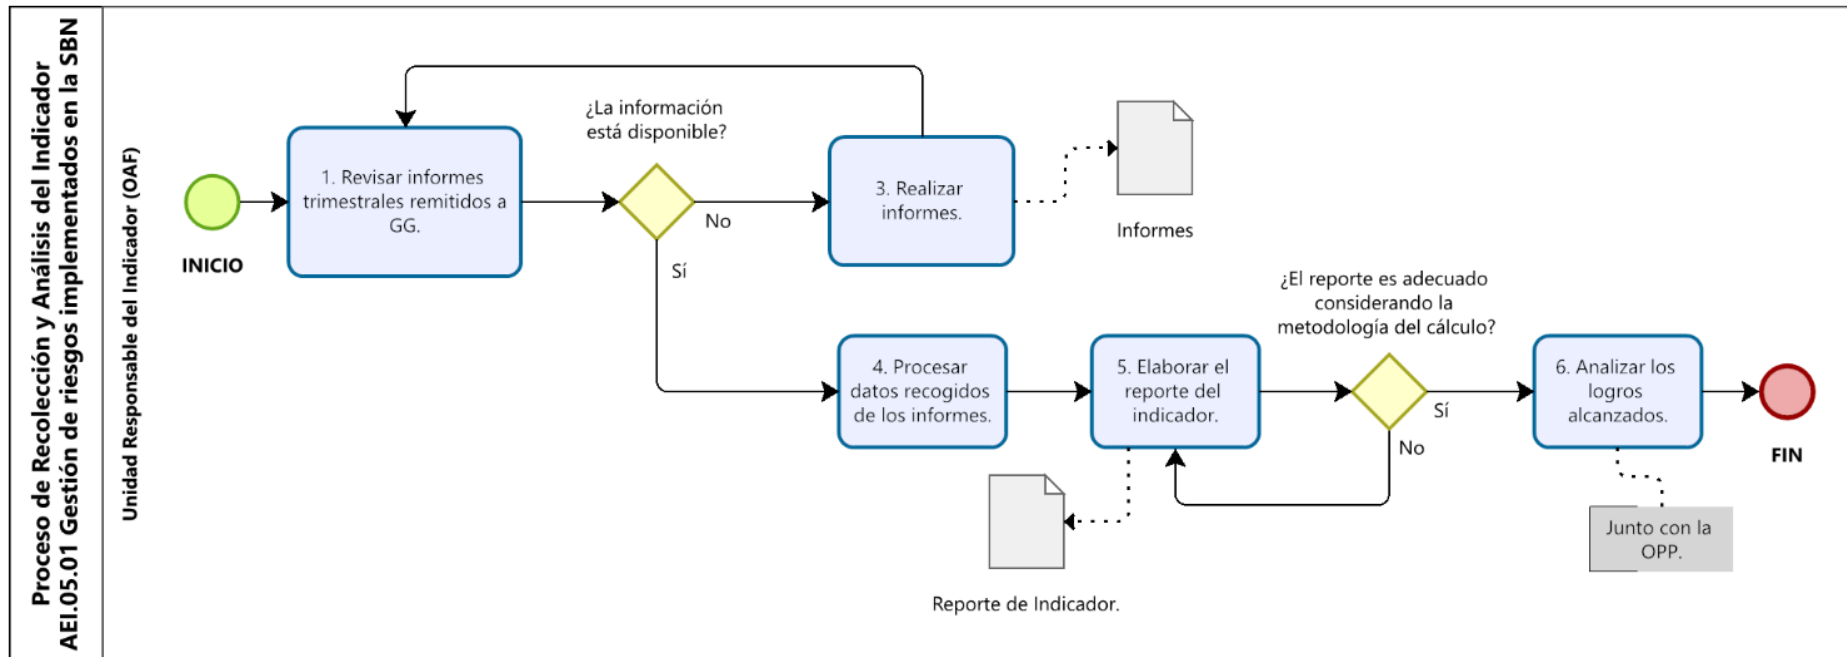 Proceso de Recolección y Análisis del Indicador
AEI.05.01 Gestión de riesgos implementados en la SBN
Unidad Responsable del Indicador (OAF)
INICIO
1. Revisar informes
trimestrales remitidos a
GG.
¿La información
está disponible?
No
Sí
3. Realizar
informes.
Informes
4. Procesar
datos recogidos
de los informes.
5. Elaborar el
reporte del
indicador.
Reporte de Indicador.
¿El reporte es adecuado
considerando la
metodología del cálculo?
Sí
No
6. Analizar los
logros
alcanzados.
Junto con la
OPP.
FIN